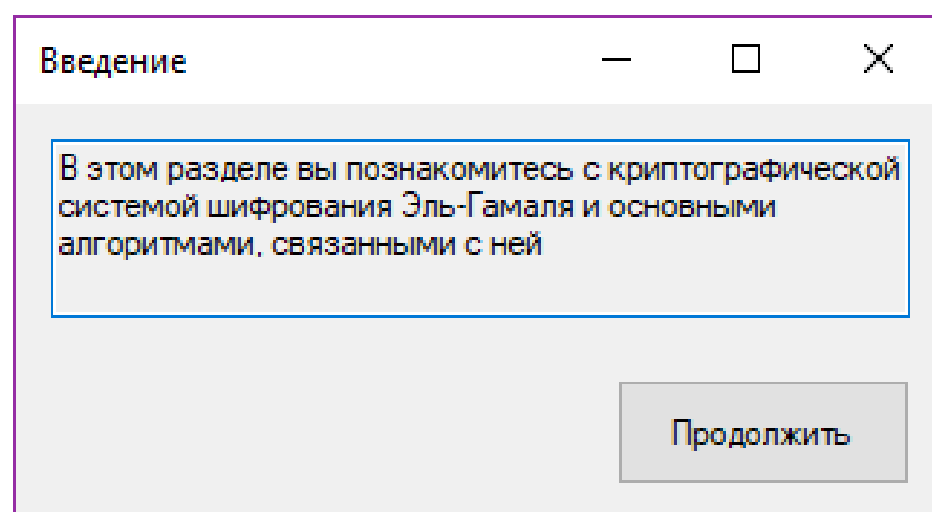 Введение
В этом разделе вы познакомитесь с криптографической
системой шифрования Эль-Гамаля и основными
алгоритмами, связанными с ней
Продолжить